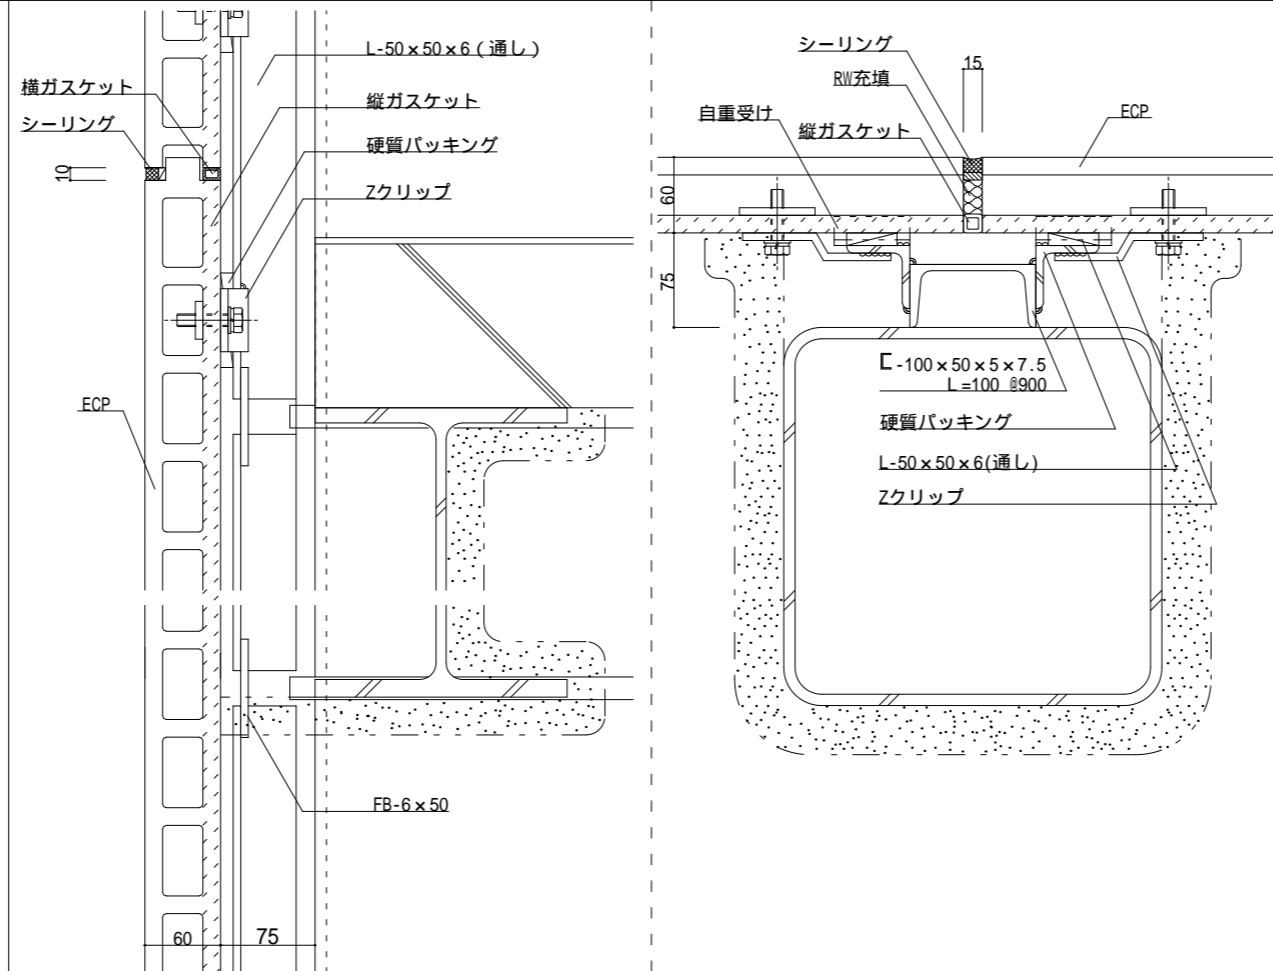 L-50×50×6(通し)
横ガスケット
縦ガスケット
シーリング
硬質パッキング
10
Zクリップ
ECP
FB-6×50
60
75
シーリング
15
RW充填
自重受け
縦ガスケット
ECP
60
75
[-100×50×5×7.5
L=100 @900
硬質パッキング
L-50×50×6(通し)
Zクリップ